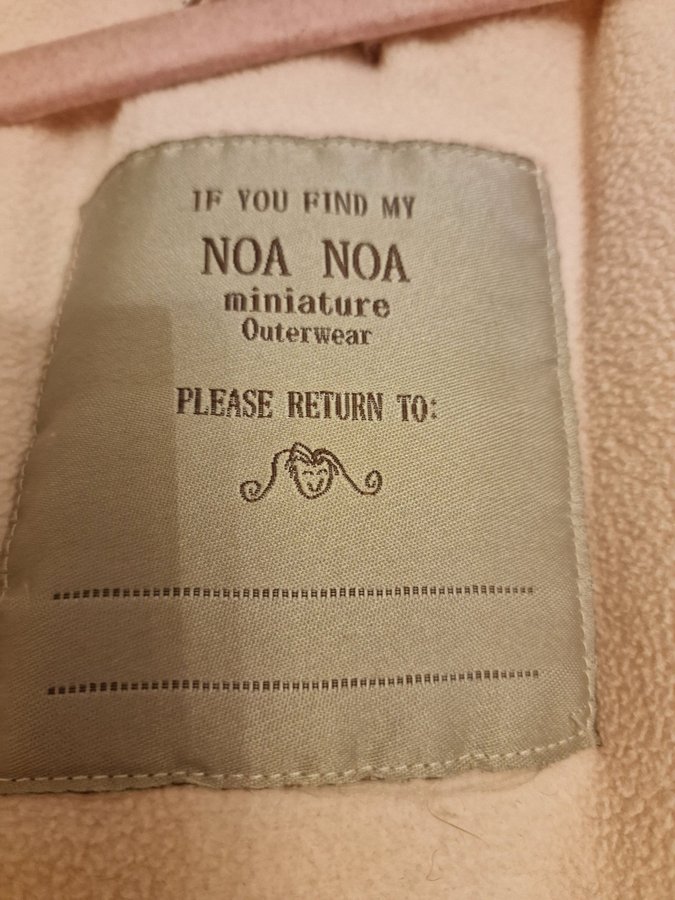 IF YOU FIND MY
NOA NOA
miniature
Outerwear
PLEASE RETURN TO: